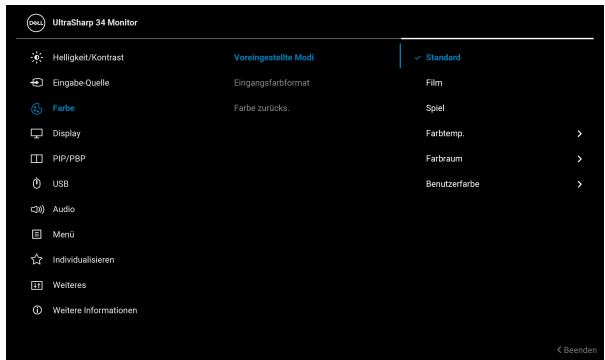 DELL UltraSharp 34 Monitor
Helligkeit/Kontrast Voreingestellte Modi Standard
Eingabe-Quelle Eingangsfarbformat Film
Farbe Farbe zurücks. Spiel
Display Farbtemp.
PIP/PBP Farbraum
USB Benutzerfarbe
Audio
Menü
Individualisieren
Weiteres
Weitere Informationen
Beenden